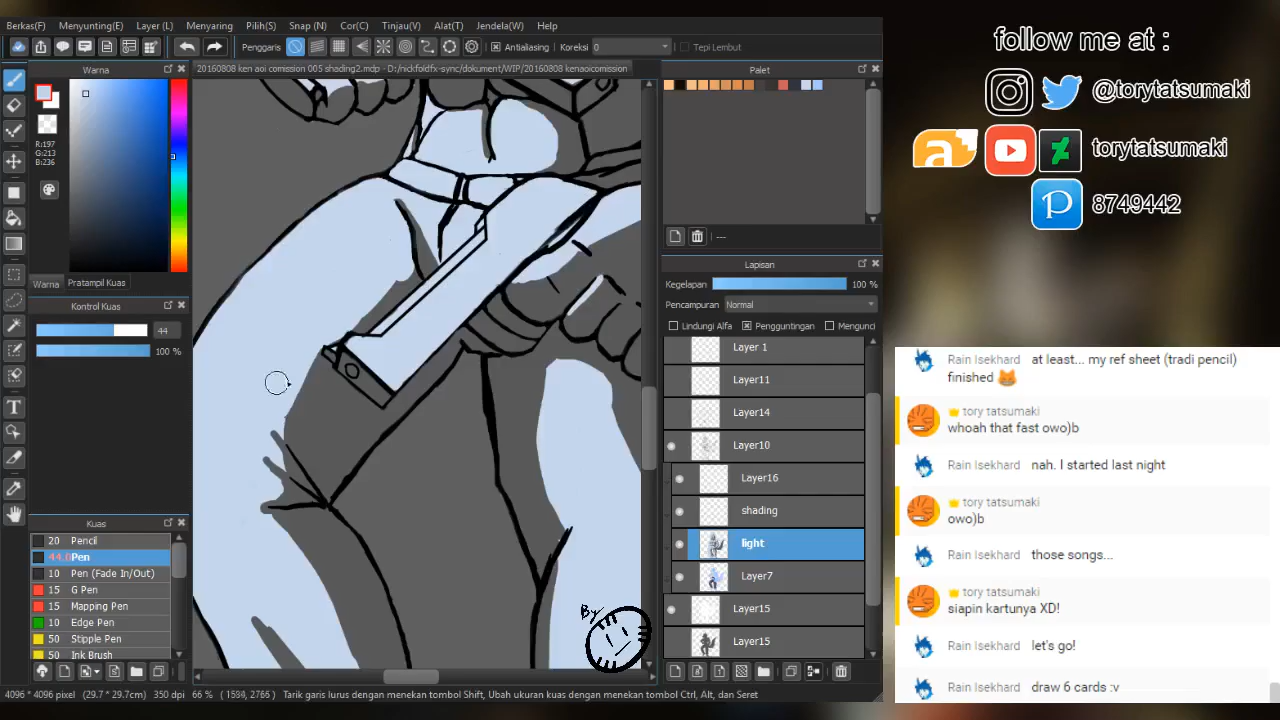 Berkas(F) Menyunting(E) Layer (L) Menyaring Pilih(S) Snap (N) Cor(C) Tinjau(V) Alat(T) Jendela(W) Help
Penggaris Antialiasing Koreksi 0 Tepi Lembut
Warna
20160808 ken aoi comission 005 shading2.mdp - D:/nickfoldfx-sync/dokument/WIP/20160808 kenaoicomission
Palet
R:197
G:213
B:236
---
Warna Pratampil Kuas
Kontrol Kuas
44
100 %
Kuas
20 Pencil
44.0 Pen
10 Pen (Fade In/Out)
15 G Pen
15 Mapping Pen
10 Edge Pen
50 Stipple Pen
50 Ink Brush
Lapisan
Kegelapan 100 %
Pencampuran Normal
Lindungi Alfa Pengguntingan Mengunci
Layer 1
Layer11
Layer14
Layer10
Layer16
shading
light
Layer7
Layer15
Layer15
By
4096 * 4096 pixel (29.7 * 29.7cm) 350 dpi 66 % ( 1594, 2765 ) Tarik garis lurus dengan menekan tombol Shift, Ubah ukuran kuas dengan menekan tombol Ctrl, Alt, dan Seret
follow me at :
@torytatsumaki
torytatsumaki
8749442
Rain Isekhard at least... my ref sheet (tradi pencil)
finished
tory tatsumaki
whoah that fast owo)b
Rain Isekhard nah. I started last night
tory tatsumaki
owo)b
Rain Isekhard those songs...
tory tatsumaki
siapin kartunya XD!
Rain Isekhard let's go!
Rain Isekhard draw 6 cards :v